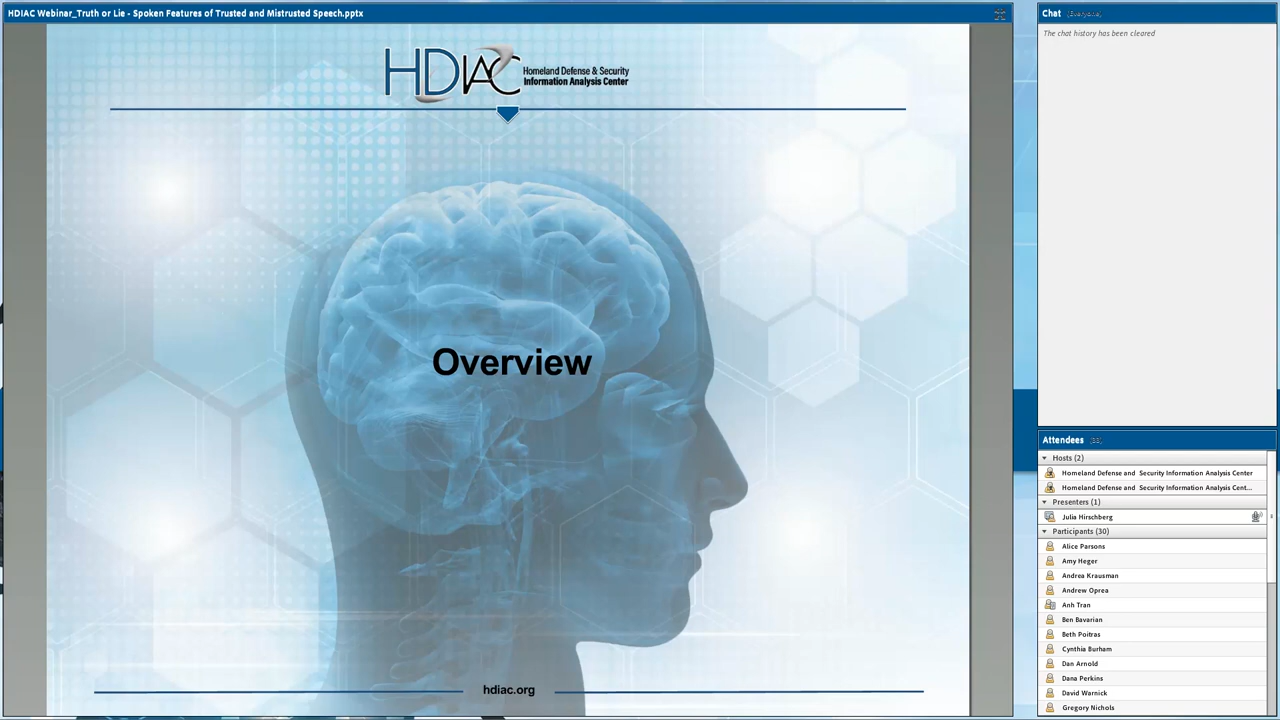 HDIAC Webinar_Truth or Lie - Spoken Features of Trusted and Mistrusted Speech.pptx
HDIAC
Homeland Defense & Security
Information Analysis Center
Overview
hdiac.org
Chat (Everyone)
The chat history has been cleared
Attendees (33)
Hosts (2)
Homeland Defense and Security Information Analysis Center
Homeland Defense and Security Information Analysis Cent...
Presenters (1)
Julia Hirschberg
Participants (30)
Alice Parsons
Amy Heger
Andrea Krausman
Andrew Oprea
Anh Tran
Ben Bavarian
Beth Poitras
Cynthia Burham
Dan Arnold
Dana Perkins
David Warnick
Gregory Nichols